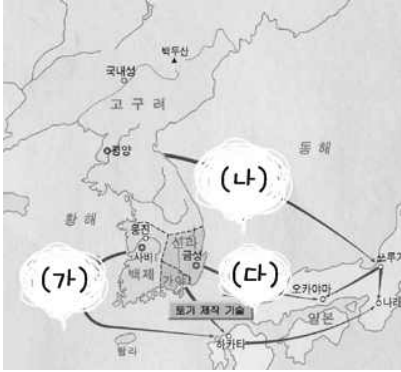 백두산
국내성
고구려
평양
동해
(나)
황해
웅진
신라
사비
금성
(가)
백제
가야
(다)
쓰루가
오카야마
나라
토기 제작 기술
일본
하카타
탐라